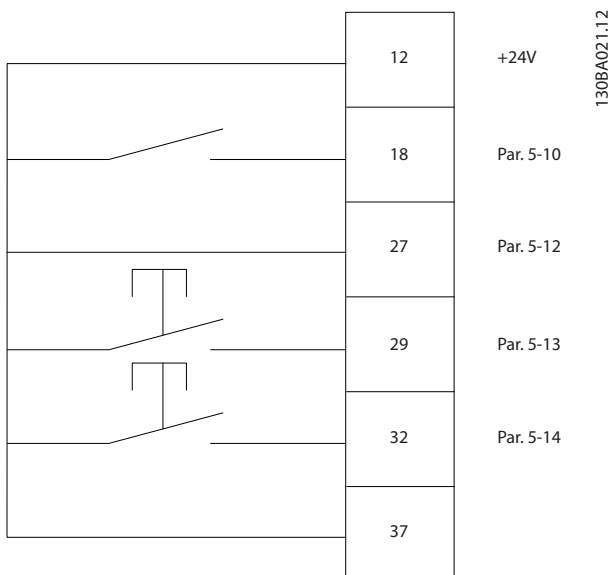 130BA021.12
12 +24V
18 Par. 5-10
27 Par. 5-12
29 Par. 5-13
32 Par. 5-14
37